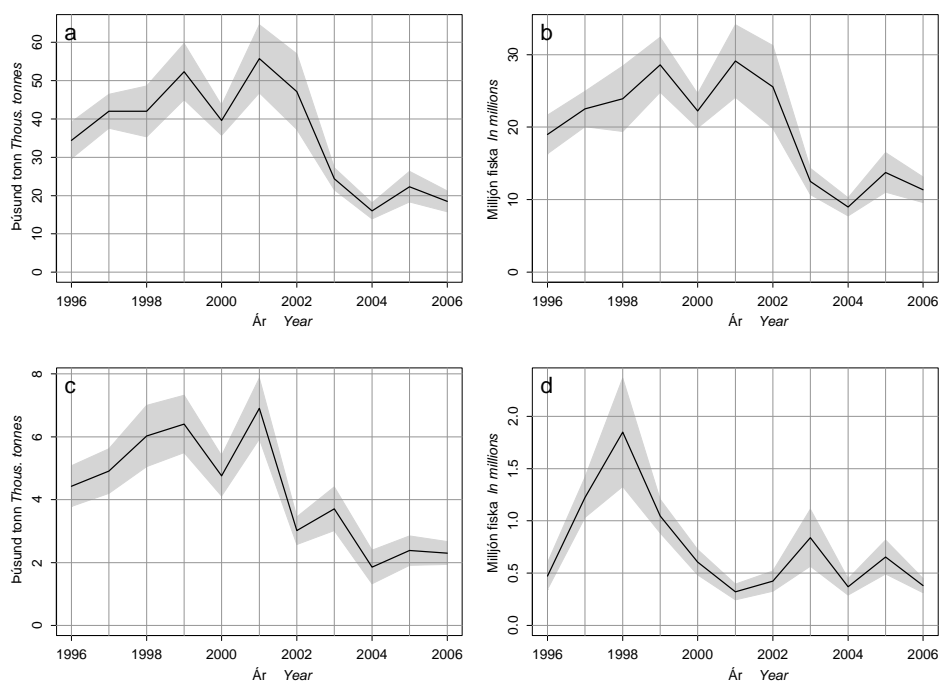 a
Þúsund tonn Thous. tonnes
60
50
40
30
20
10
0
1996 1998 2000 2002 2004 2006
Ár Year
b
Milljón fiska In millions
30
20
10
0
1996 1998 2000 2002 2004 2006
Ár Year
c
Þúsund tonn Thous. tonnes
8
6
4
2
0
1996 1998 2000 2002 2004 2006
Ár Year
d
Milljón fiska In millions
2.0
1.5
1.0
0.5
0.0
1996 1998 2000 2002 2004 2006
Ár Year